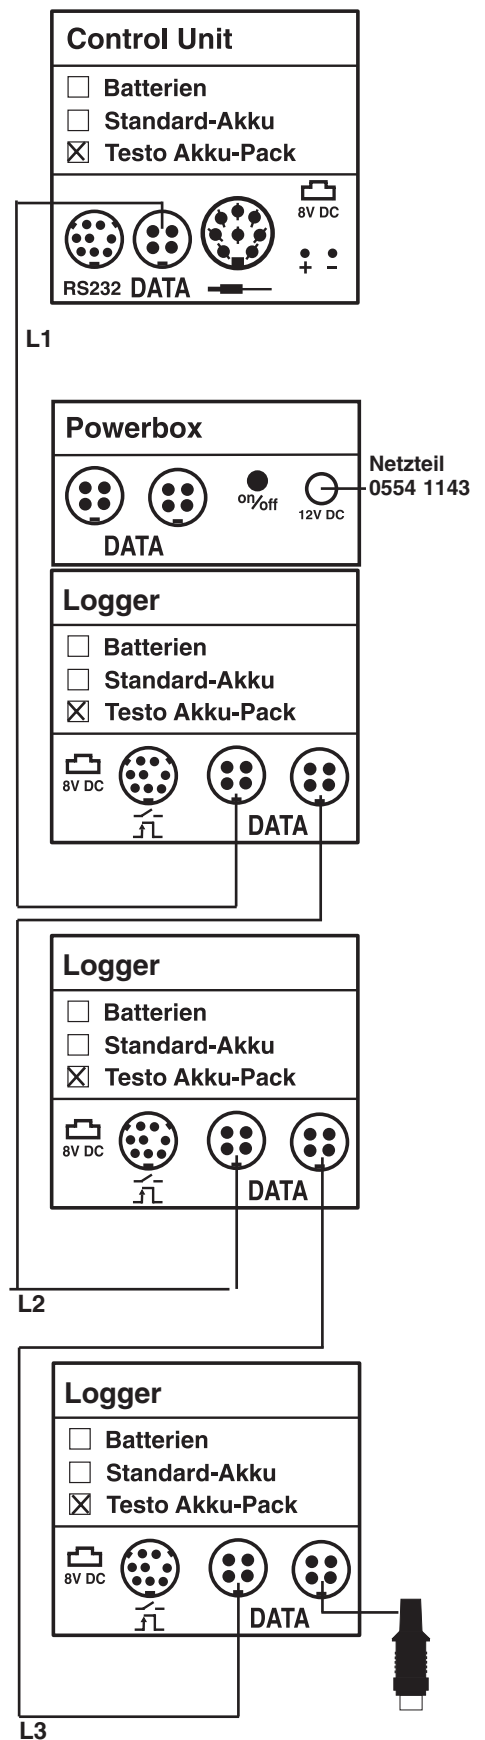 Control Unit
Batterien
Standard-Akku
Testo Akku-Pack
8V DC
+ −
RS232 DATA
L1
Powerbox
Netzteil
0554 1143
on/off
12V DC
DATA
Logger
Batterien
Standard-Akku
Testo Akku-Pack
8V DC
DATA
Logger
Batterien
Standard-Akku
Testo Akku-Pack
8V DC
DATA
L2
Logger
Batterien
Standard-Akku
Testo Akku-Pack
8V DC
DATA
L3